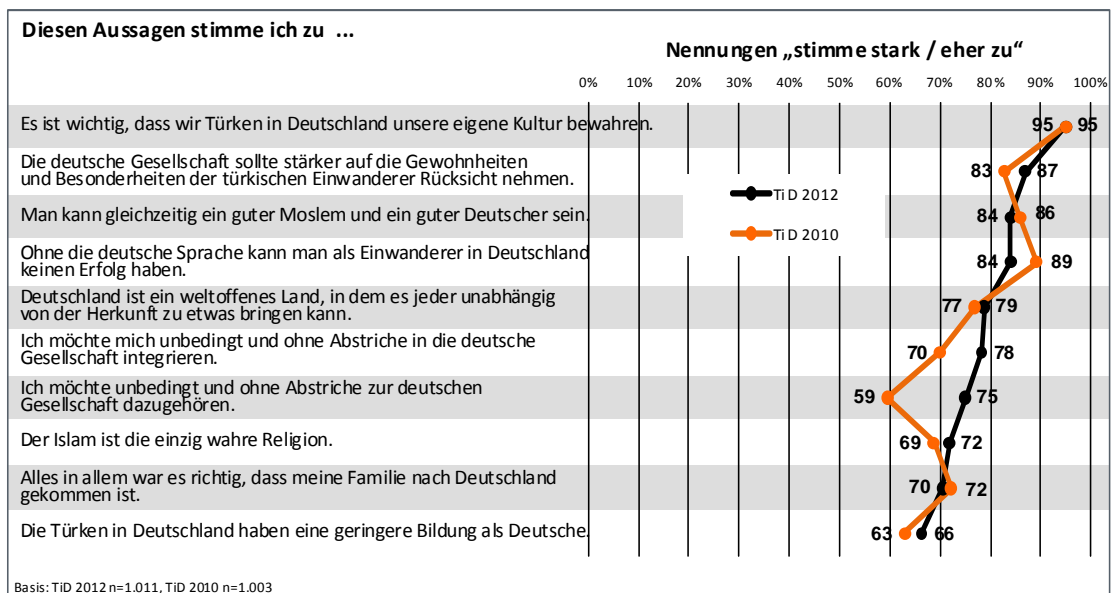 Diesen Aussagen stimme ich zu ...
Nennungen „stimme stark / eher zu“
0% 10% 20% 30% 40% 50% 60% 70% 80% 90% 100%
Es ist wichtig, dass wir Türken in Deutschland unsere eigene Kultur bewahren.
95 95
Die deutsche Gesellschaft sollte stärker auf die Gewohnheiten
und Besonderheiten der türkischen Einwanderer Rücksicht nehmen.
83 87
TiD 2012
Man kann gleichzeitig ein guter Moslem und ein guter Deutscher sein.
84 86
TiD 2010
Ohne die deutsche Sprache kann man als Einwanderer in Deutschland
keinen Erfolg haben.
84 89
Deutschland ist ein weltoffenes Land, in dem es jeder unabhängig
von der Herkunft zu etwas bringen kann.
77 79
Ich möchte mich unbedingt und ohne Abstriche in die deutsche
Gesellschaft integrieren.
70 78
Ich möchte unbedingt und ohne Abstriche zur deutschen
Gesellschaft dazugehören.
59 75
Der Islam ist die einzig wahre Religion.
69 72
Alles in allem war es richtig, dass meine Familie nach Deutschland
gekommen ist.
70 72
Die Türken in Deutschland haben eine geringere Bildung als Deutsche.
63 66
Basis: TiD 2012 n=1.011, TiD 2010 n=1.003